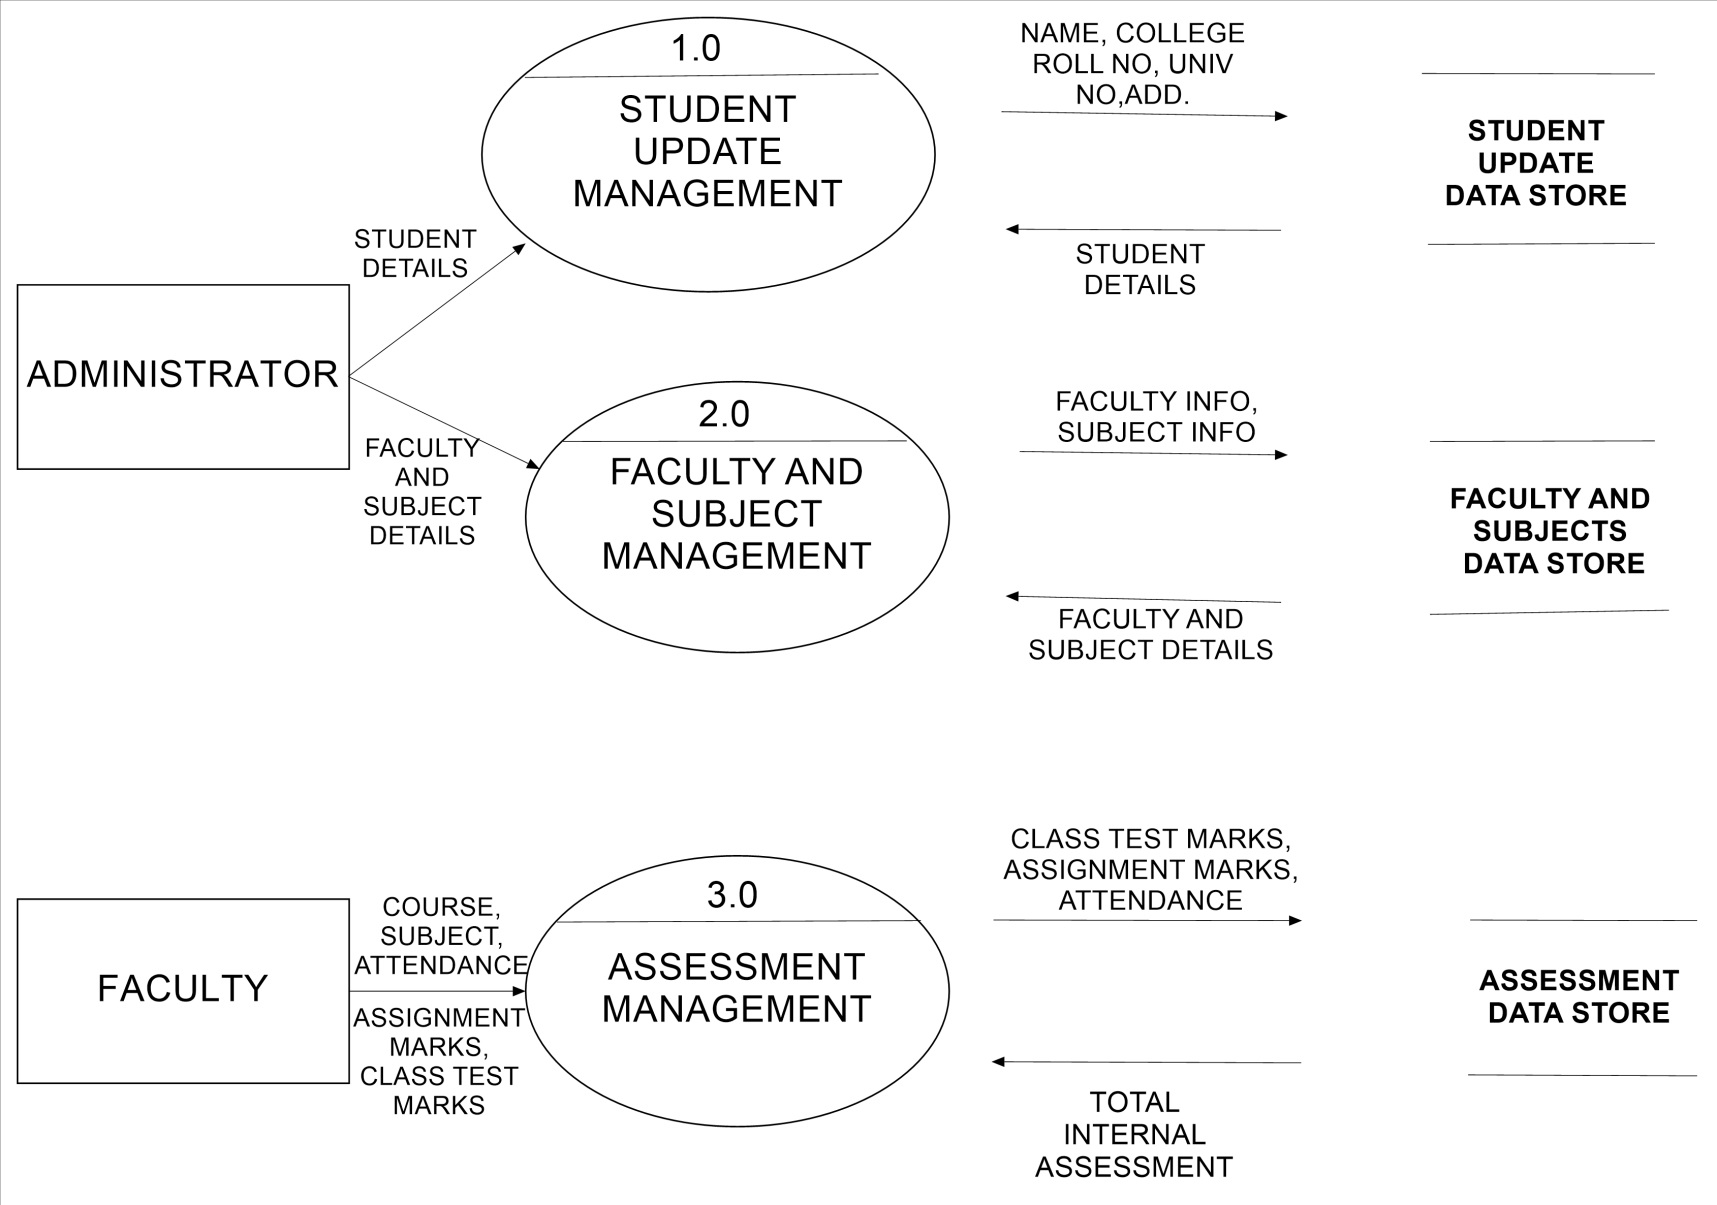 1.0
STUDENT
UPDATE
MANAGEMENT
NAME, COLLEGE
ROLL NO, UNIV
NO,ADD.
STUDENT
UPDATE
DATA STORE
STUDENT
DETAILS
STUDENT
DETAILS
ADMINISTRATOR
FACULTY
AND
SUBJECT
DETAILS
2.0
FACULTY AND
SUBJECT
MANAGEMENT
FACULTY INFO,
SUBJECT INFO
FACULTY AND
SUBJECTS
DATA STORE
FACULTY AND
SUBJECT DETAILS
FACULTY
COURSE,
SUBJECT,
ATTENDANCE
ASSIGNMENT
MARKS,
CLASS TEST
MARKS
3.0
ASSESSMENT
MANAGEMENT
CLASS TEST MARKS,
ASSIGNMENT MARKS,
ATTENDANCE
ASSESSMENT
DATA STORE
TOTAL
INTERNAL
ASSESSMENT